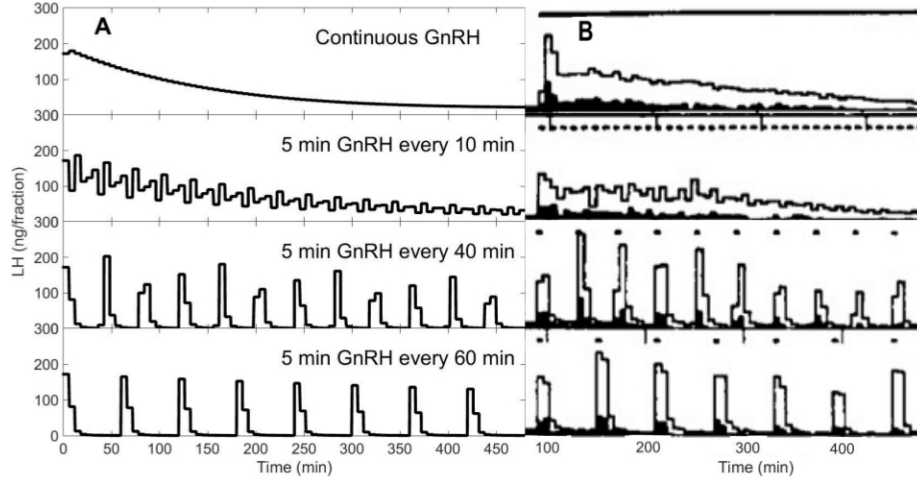 A
B
Continuous GnRH
300
200
100
300
5 min GnRH every 10 min
200
100
300
5 min GnRH every 40 min
200
100
300
5 min GnRH every 60 min
200
100
0
LH (ng/fraction)
0 50 100 150 200 250 300 350 400 450
100 200 300 400
Time (min)
Time (min)